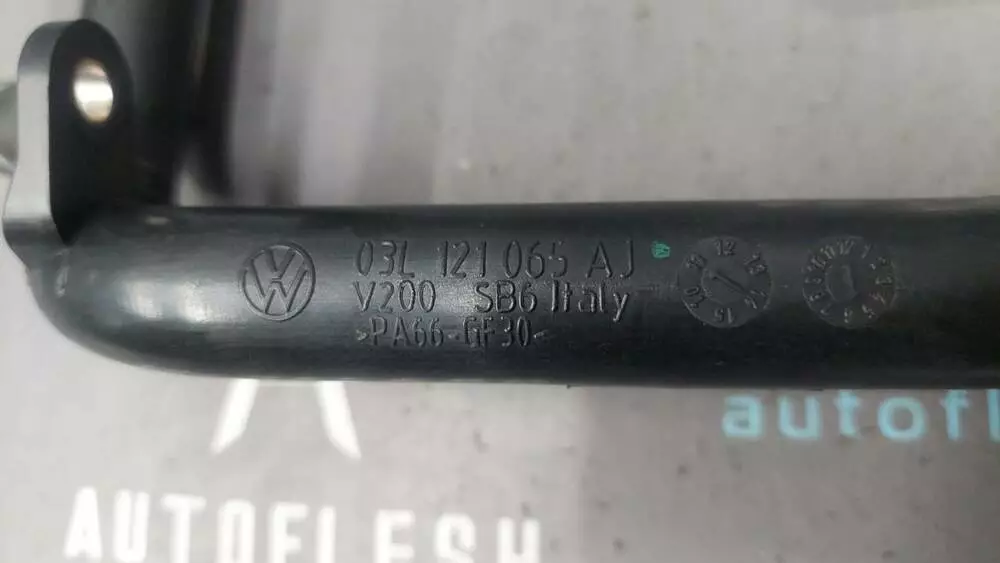 03L 121 065 AJ
V200 SB6 Italy
>PA66-GF30<
autofl
AUTOFLESH